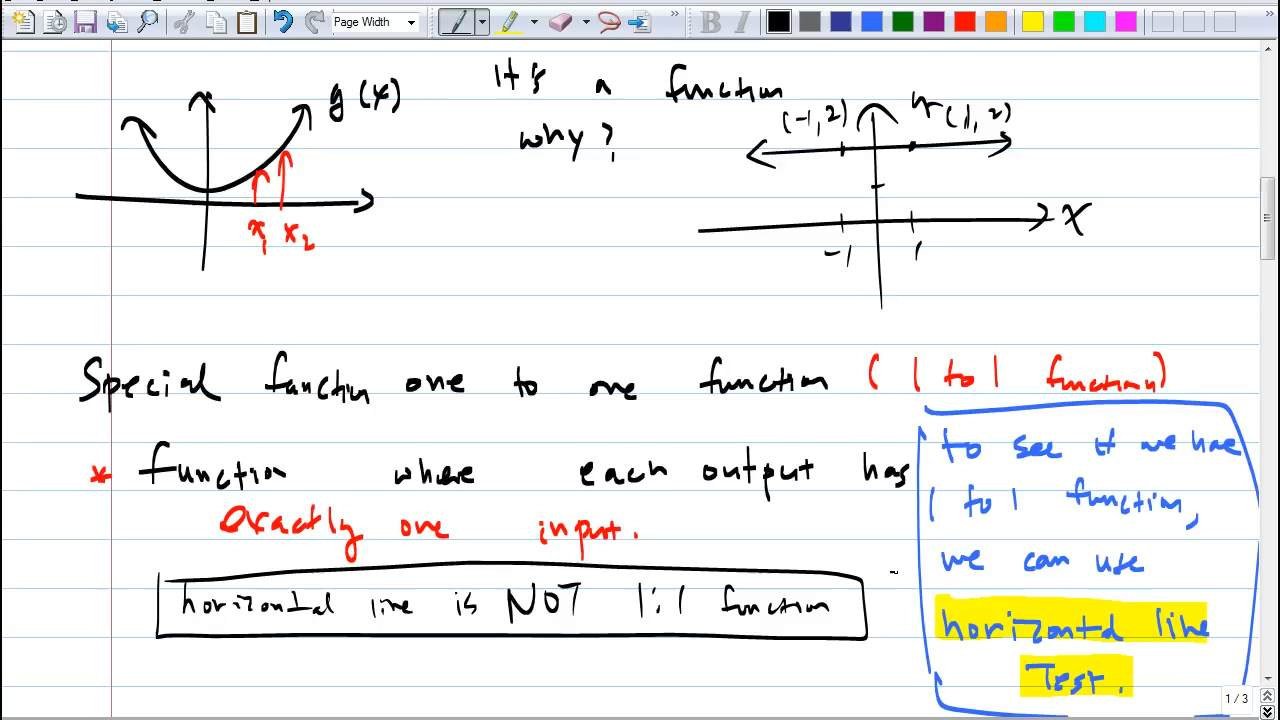 Page Width
B I
g(x)
It's a function
why?
x₁ x₂
(-1, 2)
(1, 2)
x
-1 1
Special function one to one function (1 to 1 function)
* function where each output has
exactly one input.
horizontal line is NOT 1:1 function
to see if we have
1 to 1 function,
we can use
horizontal line
Test.
1 / 3